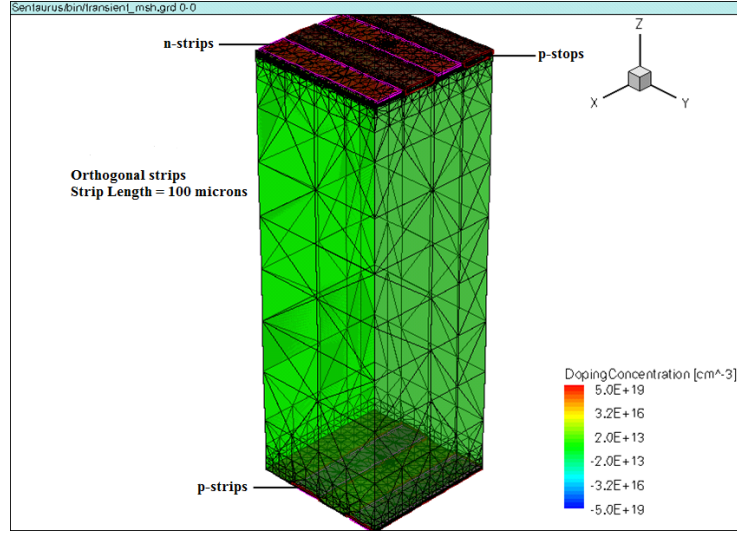 Sentaurus/bin/transient_msh.grd 0-0
n-strips
p-stops
Z
X
Y
Orthogonal strips
Strip Length = 100 microns
DopingConcentration [cm^-3]
5.0E+19
3.2E+16
2.0E+13
-2.0E+13
-3.2E+16
-5.0E+19
p-strips